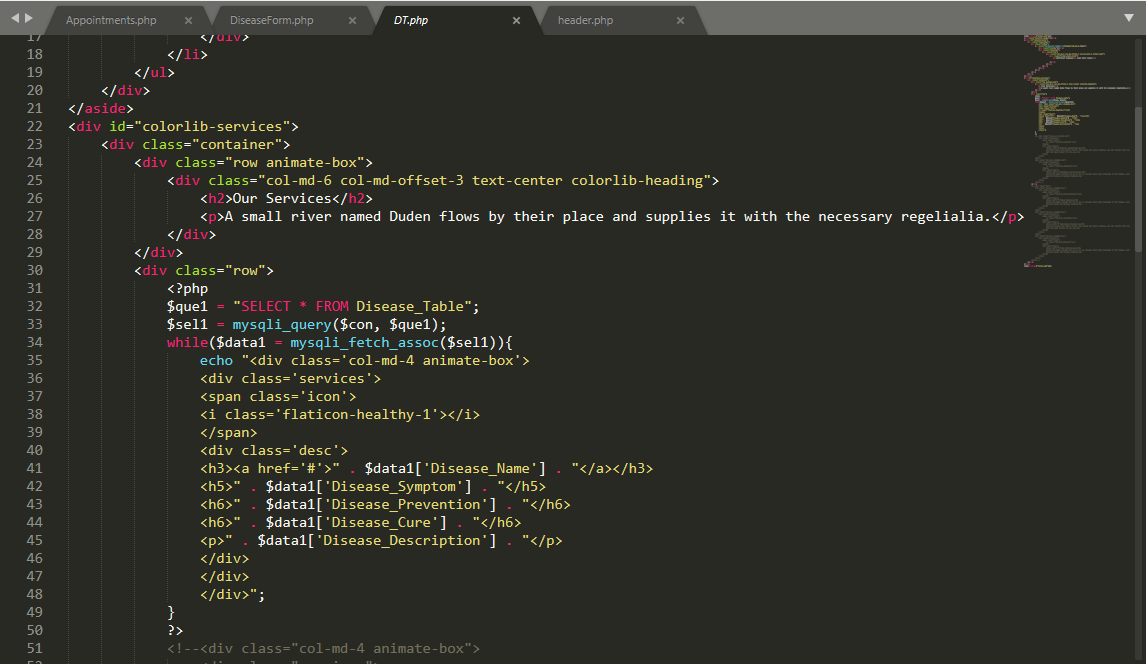 Appointments.php × DiseaseForm.php × DT.php × header.php ×
17 </div>
18 </li>
19 </ul>
20 </div>
21 </aside>
22 <div id="colorlib-services">
23 <div class="container">
24 <div class="row animate-box">
25 <div class="col-md-6 col-md-offset-3 text-center colorlib-heading">
26 <h2>Our Services</h2>
27 <p>A small river named Duden flows by their place and supplies it with the necessary regelialia.</p>
28 </div>
29 </div>
30 <div class="row">
31 <?php
32 $que1 = "SELECT * FROM Disease_Table";
33 $sel1 = mysqli_query($con, $que1);
34 while($data1 = mysqli_fetch_assoc($sel1)){
35 echo "<div class='col-md-4 animate-box'>
36 <div class='services'>
37 <span class='icon'>
38 <i class='flaticon-healthy-1'></i>
39 </span>
40 <div class='desc'>
41 <h3><a href='#'>" . $data1['Disease_Name'] . "</a></h3>
42 <h5>" . $data1['Disease_Symptom'] . "</h5>
43 <h6>" . $data1['Disease_Prevention'] . "</h6>
44 <h6>" . $data1['Disease_Cure'] . "</h6>
45 <p>" . $data1['Disease_Description'] . "</p>
46 </div>
47 </div>
48 </div>";
49 }
50 ?>
51 <!--<div class="col-md-4 animate-box">